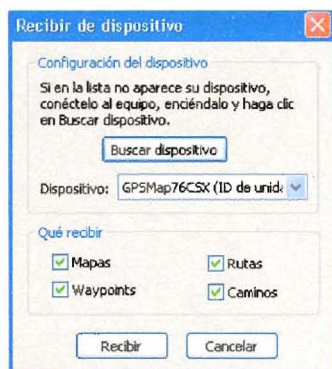 Recibir de dispositivo
Configuración del dispositivo
Si en la lista no aparece su dispositivo,
conéctelo al equipo, enciéndalo y haga clic
en Buscar dispositivo.
Buscar dispositivo
Dispositivo: GPSMap76CSX (ID de unid
Qué recibir
Mapas Rutas
Waypoints Caminos
Recibir Cancelar